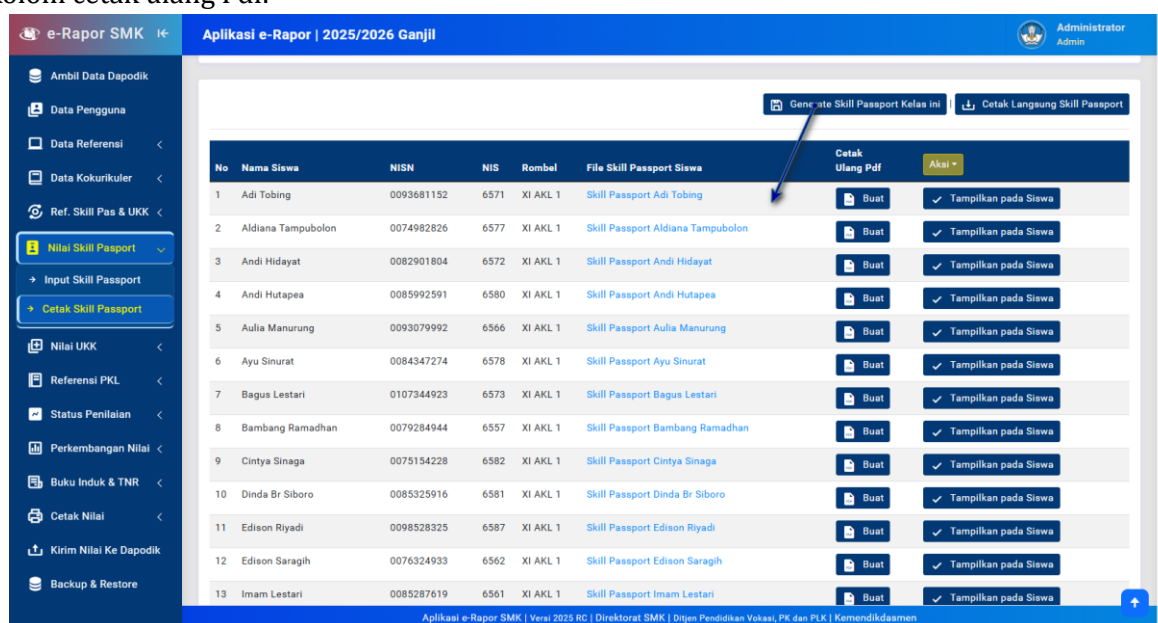 kolom cetak ulang Pdf.
e-Rapor SMK
Aplikasi e-Rapor | 2025/2026 Ganjil
Administrator
Admin
Ambil Data Dapodik
Data Pengguna
Data Referensi
Data Kokurikuler
Ref. Skill Pas & UKK
Nilai Skill Pasport
Input Skill Passport
Cetak Skill Passport
Nilai UKK
Referensi PKL
Status Penilaian
Perkembangan Nilai
Buku Induk & TNR
Cetak Nilai
Kirim Nilai Ke Dapodik
Backup & Restore
Generate Skill Passport Kelas ini | Cetak Langsung Skill Passport
No Nama Siswa NISN NIS Rombel File Skill Passport Siswa Cetak Ulang Pdf Aksi
1 Adi Tobing 0093681152 6571 XI AKL 1 Skill Passport Adi Tobing Buat Tampilkan pada Siswa
2 Aldiana Tampubolon 0074982826 6577 XI AKL 1 Skill Passport Aldiana Tampubolon Buat Tampilkan pada Siswa
3 Andi Hidayat 0082901804 6572 XI AKL 1 Skill Passport Andi Hidayat Buat Tampilkan pada Siswa
4 Andi Hutapea 0085992591 6580 XI AKL 1 Skill Passport Andi Hutapea Buat Tampilkan pada Siswa
5 Aulia Manurung 0093079992 6566 XI AKL 1 Skill Passport Aulia Manurung Buat Tampilkan pada Siswa
6 Ayu Sinurat 0084347274 6578 XI AKL 1 Skill Passport Ayu Sinurat Buat Tampilkan pada Siswa
7 Bagus Lestari 0107344923 6573 XI AKL 1 Skill Passport Bagus Lestari Buat Tampilkan pada Siswa
8 Bambang Ramadhan 0079284944 6557 XI AKL 1 Skill Passport Bambang Ramadhan Buat Tampilkan pada Siswa
9 Cintya Sinaga 0075154228 6582 XI AKL 1 Skill Passport Cintya Sinaga Buat Tampilkan pada Siswa
10 Dinda Br Siboro 0085325916 6581 XI AKL 1 Skill Passport Dinda Br Siboro Buat Tampilkan pada Siswa
11 Edison Riyadi 0098528325 6587 XI AKL 1 Skill Passport Edison Riyadi Buat Tampilkan pada Siswa
12 Edison Saragih 0076324933 6562 XI AKL 1 Skill Passport Edison Saragih Buat Tampilkan pada Siswa
13 Imam Lestari 0085287619 6561 XI AKL 1 Skill Passport Imam Lestari Buat Tampilkan pada Siswa
Aplikasi e-Rapor SMK | Versi 2025 RC | Direktorat SMK | Ditjen Pendidikan Vokasi, PK dan PLK | Kemendikdasmen